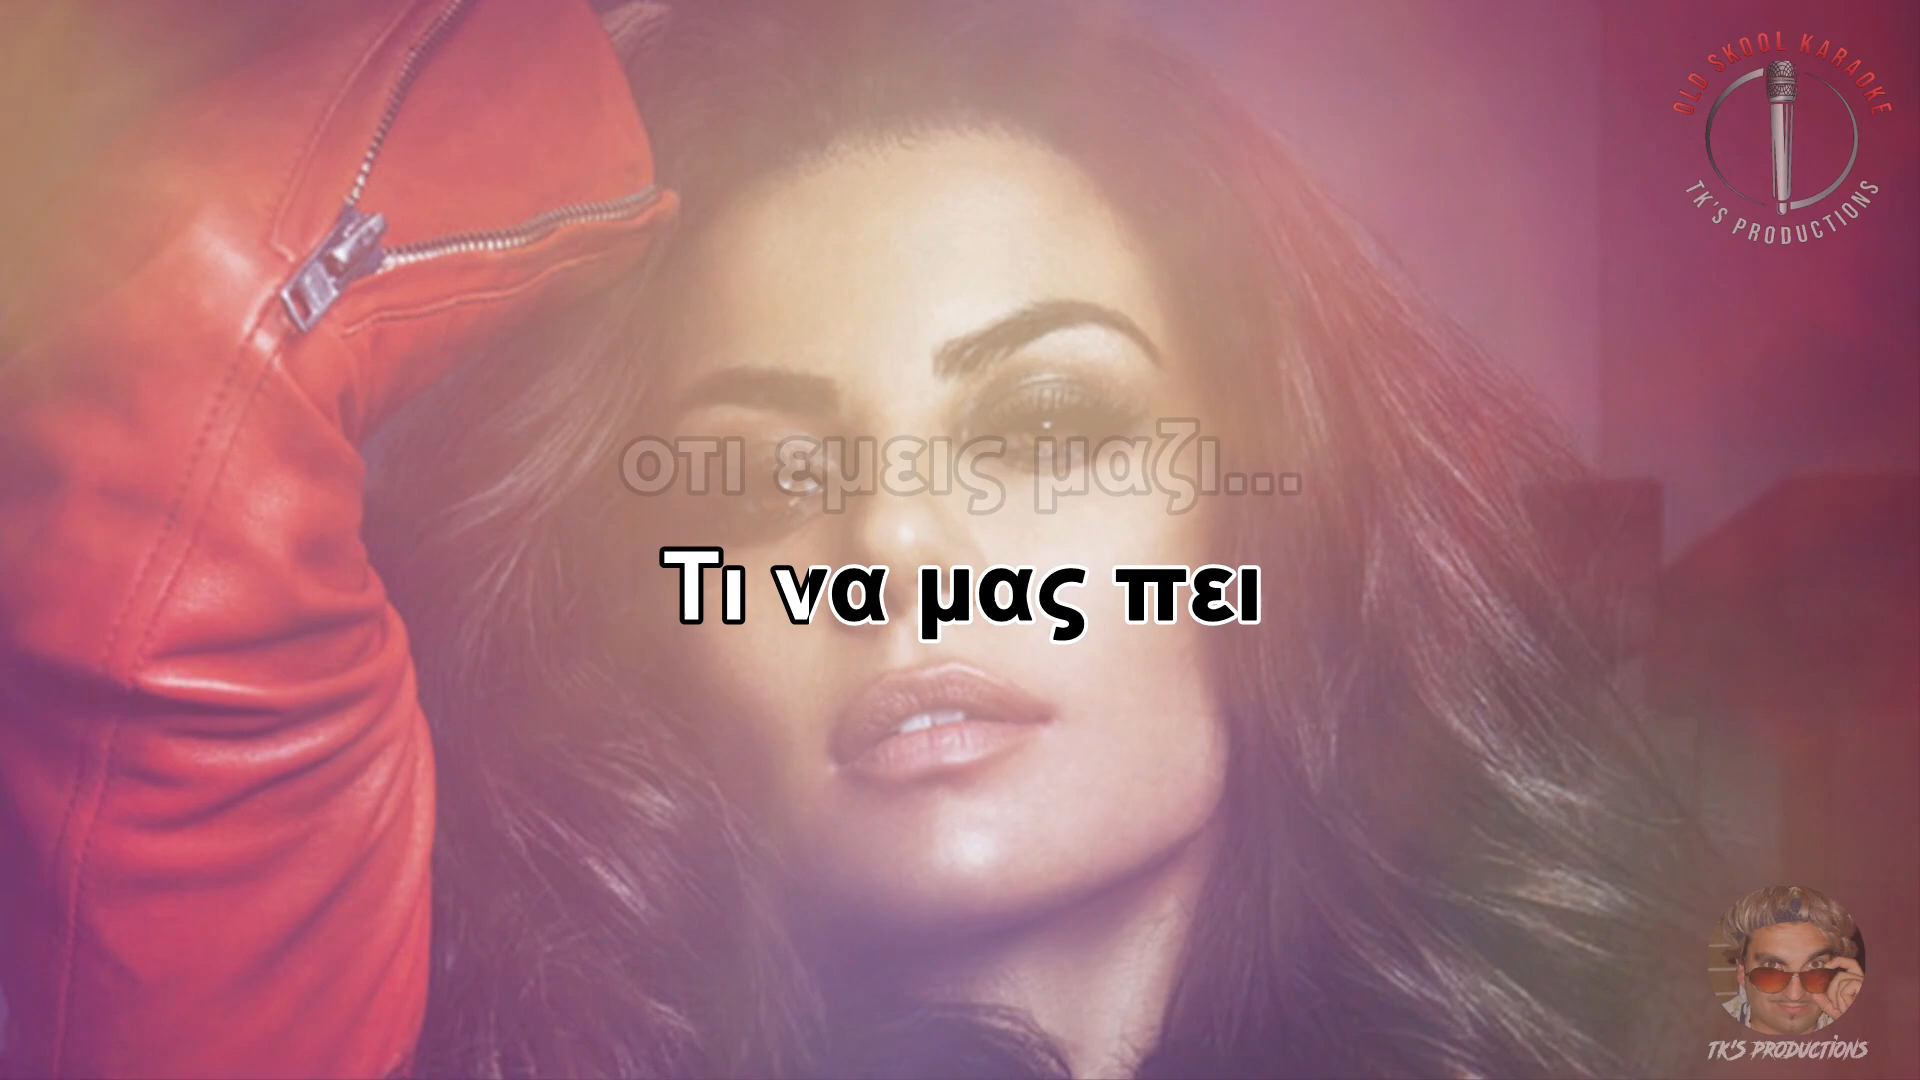 OLD SKOOL KARAOKE
TK'S PRODUCTIONS
οτι εμεις μαζι...
Τι να μας πει
TK'S PRODUCTIONS